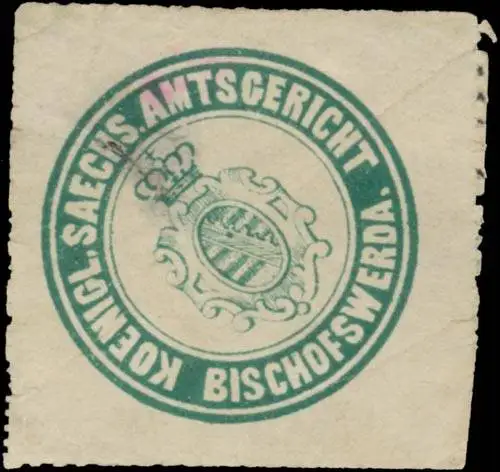 KOENIGL. SAECHS. AMTSGERICHT BISCHOFSWERDA.